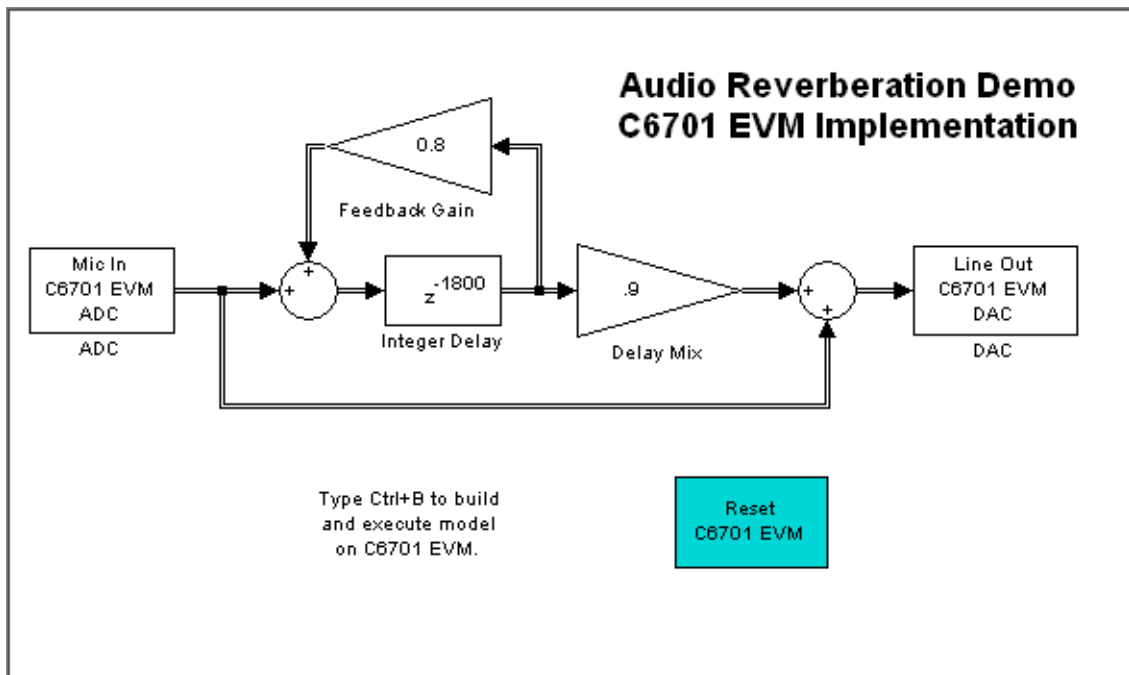 Audio Reverberation Demo
C6701 EVM Implementation
0.8
Feedback Gain
Mic In
C6701 EVM
ADC
ADC
+
+
z-1800
Integer Delay
.9
Delay Mix
+
+
Line Out
C6701 EVM
DAC
DAC
Type Ctrl+B to build
and execute model
on C6701 EVM.
Reset
C6701 EVM